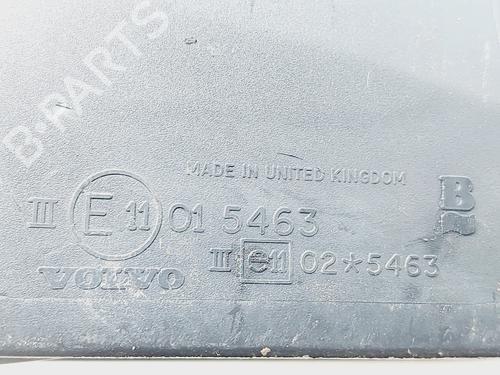 B-PARTS
MADE IN UNITED KINGDOM
B
III E 11 01 5463
VOLVO III e11 02*5463